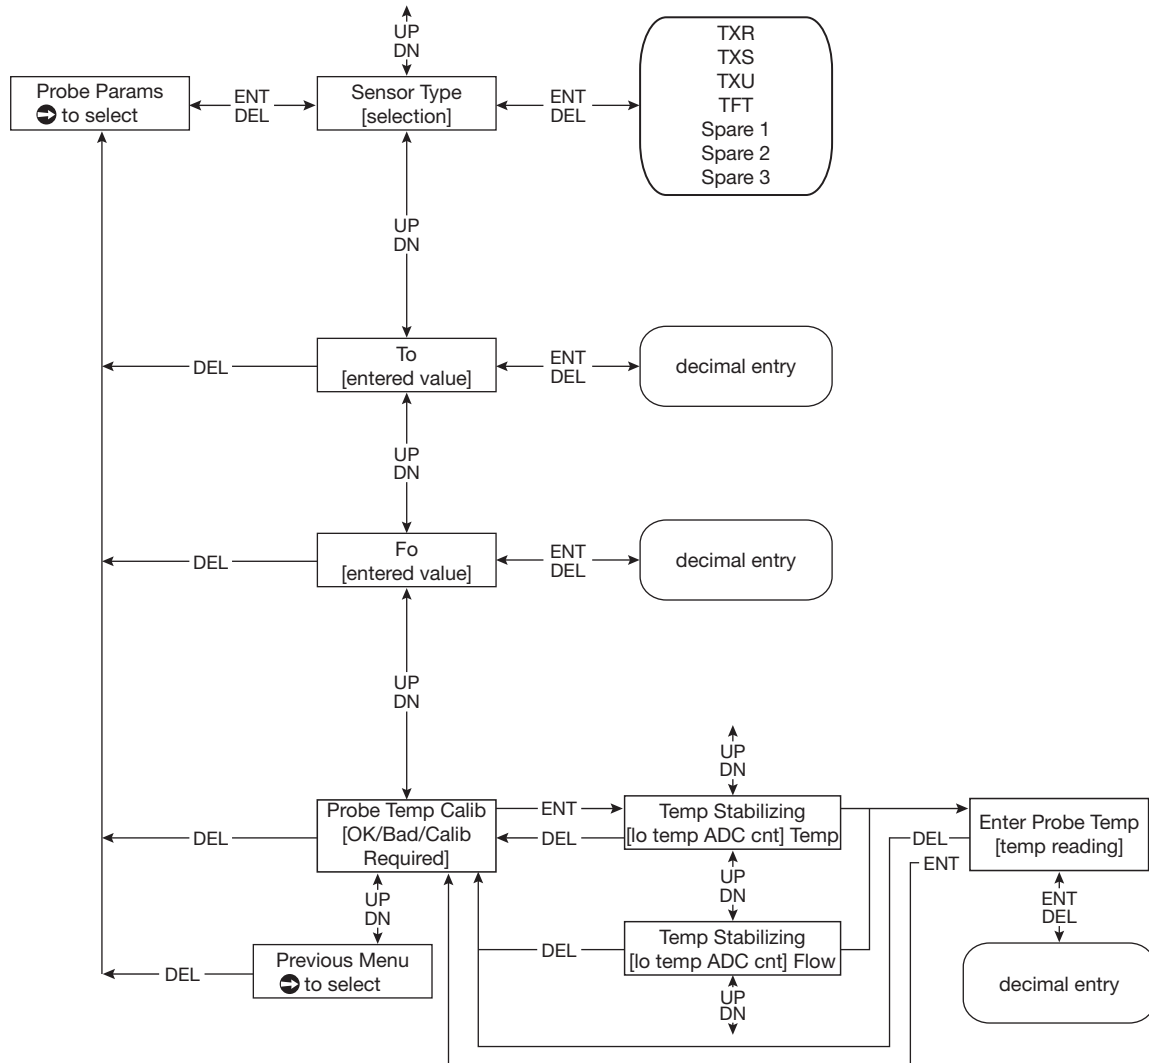 UP
DN
TXR
TXS
TXU
TFT
Spare 1
Spare 2
Spare 3
Probe Params
to select
ENT
DEL
Sensor Type
[selection]
ENT
DEL
UP
DN
DEL
To
[entered value]
ENT
DEL
decimal entry
UP
DN
DEL
Fo
[entered value]
ENT
DEL
decimal entry
UP
DN
UP
DN
DEL
Probe Temp Calib
[OK/Bad/Calib
Required]
ENT
DEL
Temp Stabilizing
[lo temp ADC cnt] Temp
DEL
ENT
Enter Probe Temp
[temp reading]
UP
DN
UP
DN
ENT
DEL
DEL
Previous Menu
to select
DEL
Temp Stabilizing
[lo temp ADC cnt] Flow
decimal entry
UP
DN